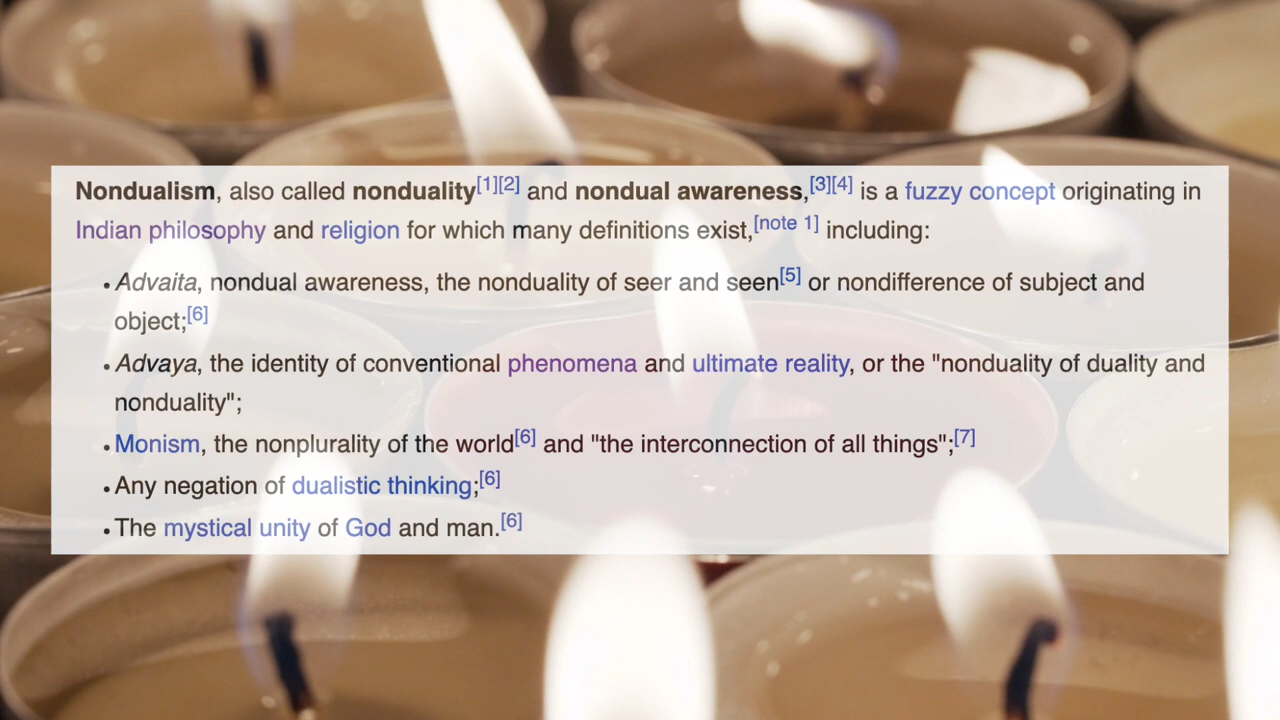 Nondualism, also called nonduality[1][2] and nondual awareness,[3][4] is a fuzzy concept originating in
Indian philosophy and religion for which many definitions exist,[note 1] including:
• Advaita, nondual awareness, the nonduality of seer and seen[5] or nondifference of subject and
object;[6]
• Advaya, the identity of conventional phenomena and ultimate reality, or the "nonduality of duality and
nonduality";
• Monism, the nonplurality of the world[6] and "the interconnection of all things";[7]
• Any negation of dualistic thinking;[6]
• The mystical unity of God and man.[6]